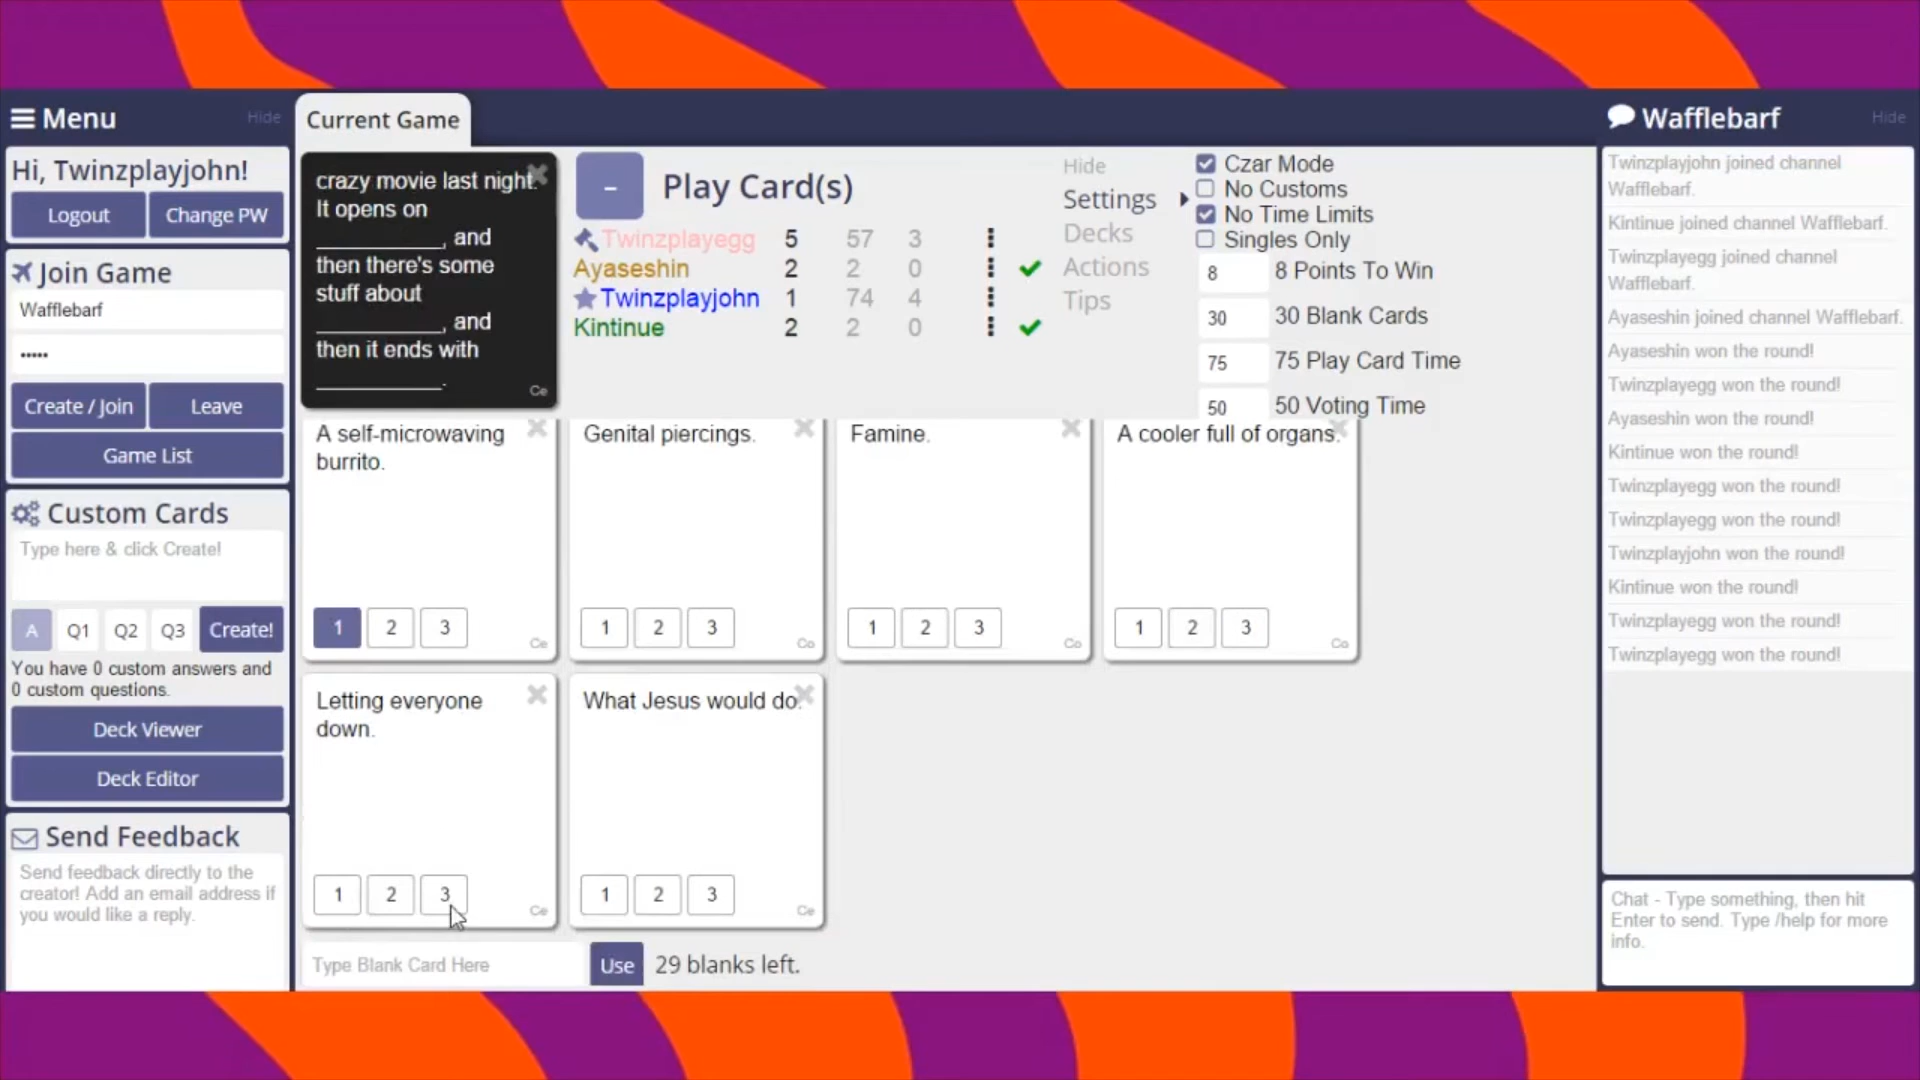 Menu
Hide
Hi, Twinzplayjohn!
Logout
Change PW
Join Game
Wafflebarf
•••••
Create / Join
Leave
Game List
Custom Cards
Type here & click Create!
A
Q1
Q2
Q3
Create!
You have 0 custom answers and
0 custom questions.
Deck Viewer
Deck Editor
Send Feedback
Send feedback directly to the
creator! Add an email address if
you would like a reply.
Current Game
crazy movie last night.
It opens on
__________, and
then there's some
stuff about
__________, and
then it ends with
__________.
Ce
-
Play Card(s)
Twinzplayegg 5 57 3
Ayaseshin 2 2 0
Twinzplayjohn 1 74 4
Kintinue 2 2 0
Hide
Settings
Decks
Actions
Tips
Czar Mode
No Customs
No Time Limits
Singles Only
8 8 Points To Win
30 30 Blank Cards
75 75 Play Card Time
50 50 Voting Time
A self-microwaving
burrito.
1 2 3
Ce
Genital piercings.
1 2 3
Co
Famine.
1 2 3
Co
A cooler full of organs.
1 2 3
Co
Letting everyone
down.
1 2 3
Ce
What Jesus would do.
1 2 3
Ce
Type Blank Card Here
Use
29 blanks left.
Wafflebarf
Hide
Twinzplayjohn joined channel
Wafflebarf.
Kintinue joined channel Wafflebarf.
Twinzplayegg joined channel
Wafflebarf.
Ayaseshin joined channel Wafflebarf.
Ayaseshin won the round!
Twinzplayegg won the round!
Ayaseshin won the round!
Kintinue won the round!
Twinzplayegg won the round!
Twinzplayegg won the round!
Twinzplayjohn won the round!
Kintinue won the round!
Twinzplayegg won the round!
Twinzplayegg won the round!
Chat - Type something, then hit
Enter to send. Type /help for more
info.